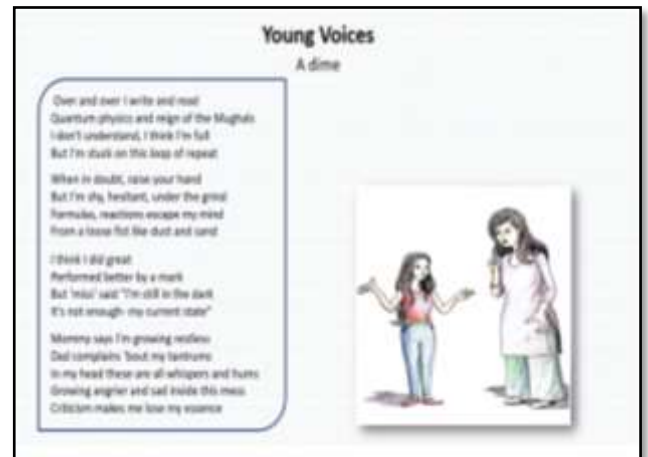 Young Voices
A dime
Over and over I write and read
Quantum physics and reign of the Mughals
I don't understand, I think I'm full
But I'm stuck on this loop of repeat
When in doubt, raise your hand
But I'm shy, hesitant, under the grind
Formulas, reactions escape my mind
From a loose fist like dust and sand
I think I did great
Performed better by a mark
But 'miss' said "I'm still in the dark
It's not enough- my current state"
Mommy says I'm growing restless
Dad complains 'bout my tantrums
In my head these are all whispers and hums
Growing angrier and sad inside this mess
Criticism makes me lose my essence